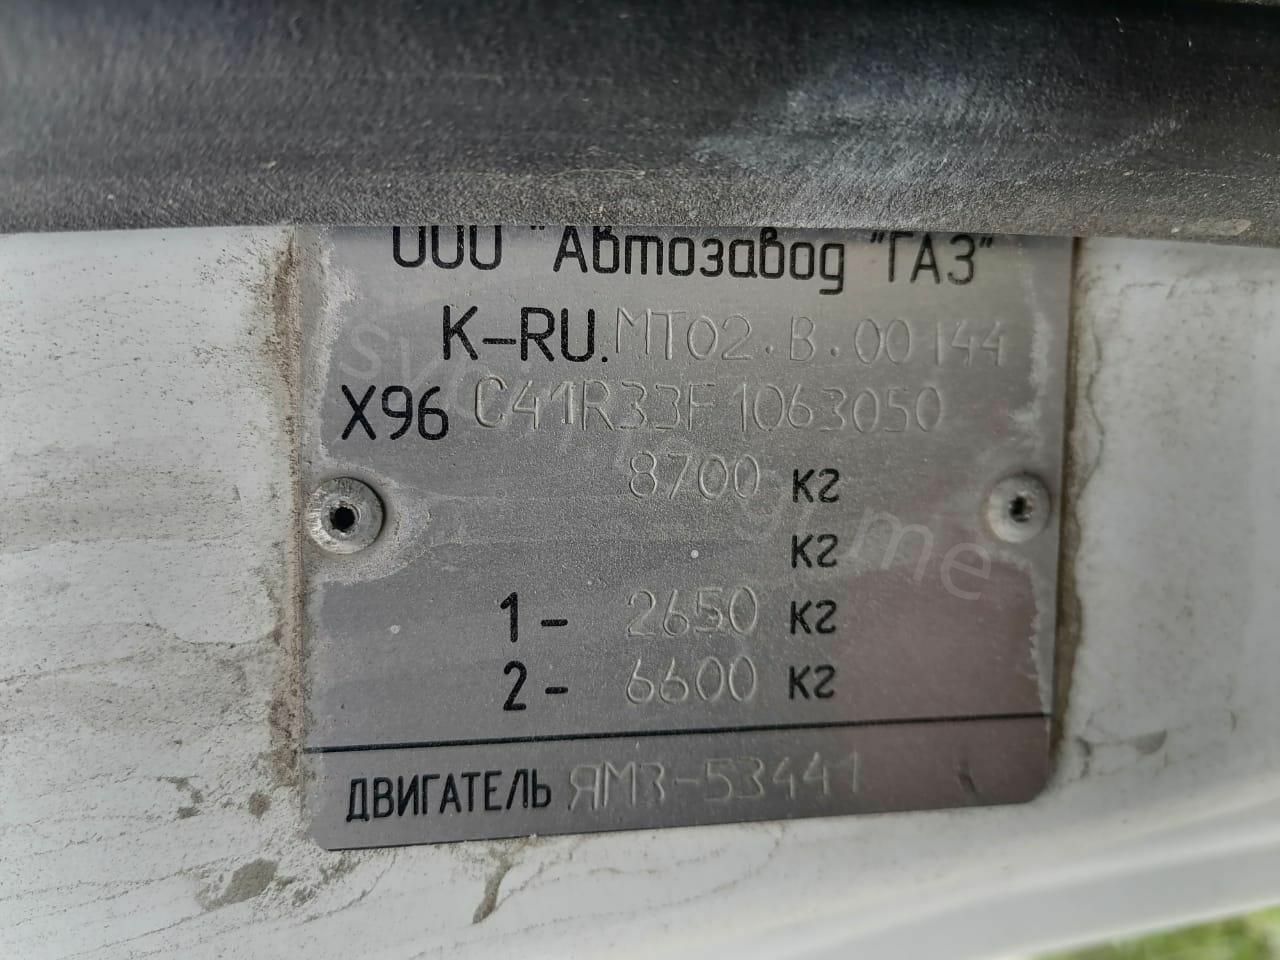 ООО "Автозавод "ГАЗ"
K-RU.MT02.B.00144
X96 C41R33F1063050
8700 кг
кг
1- 2650 кг
2- 6600 кг
ДВИГАТЕЛЬ ЯМЗ-53441